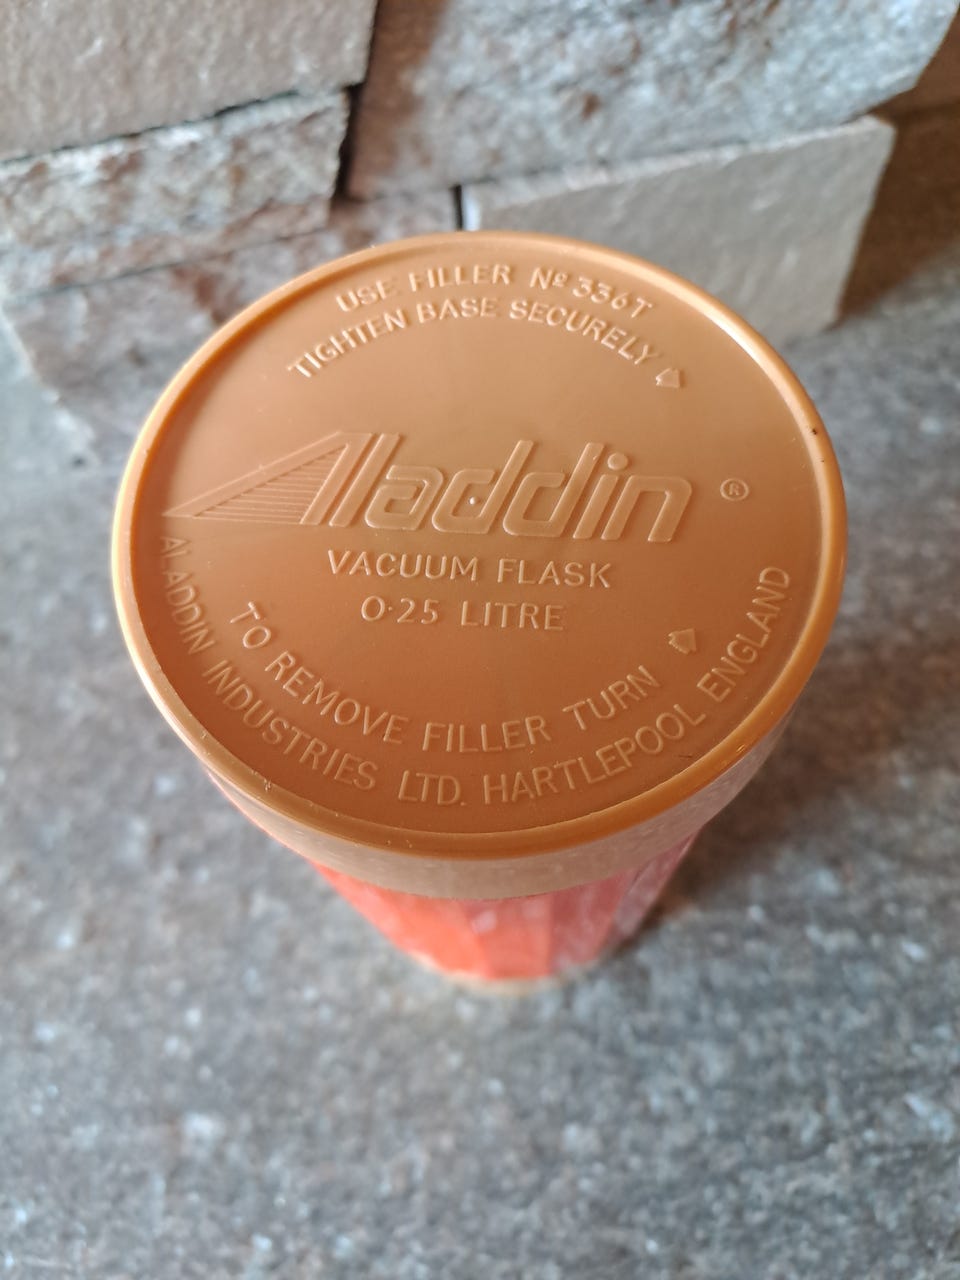 USE FILLER Nº 336T
TIGHTEN BASE SECURELY
Aladdin ®
VACUUM FLASK
0·25 LITRE
TO REMOVE FILLER TURN
ALADDIN INDUSTRIES LTD. HARTLEPOOL ENGLAND